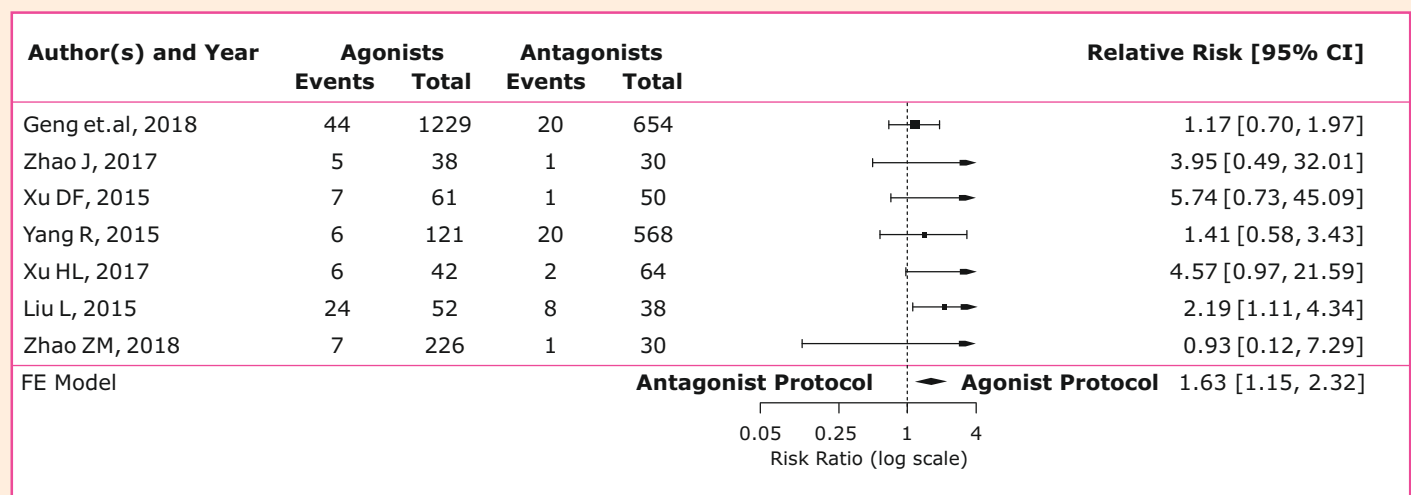 Author(s) and Year Agonists Antagonists Relative Risk [95% CI]
Events Total Events Total
Geng et.al, 2018 44 1229 20 654 1.17 [0.70, 1.97]
Zhao J, 2017 5 38 1 30 3.95 [0.49, 32.01]
Xu DF, 2015 7 61 1 50 5.74 [0.73, 45.09]
Yang R, 2015 6 121 20 568 1.41 [0.58, 3.43]
Xu HL, 2017 6 42 2 64 4.57 [0.97, 21.59]
Liu L, 2015 24 52 8 38 2.19 [1.11, 4.34]
Zhao ZM, 2018 7 226 1 30 0.93 [0.12, 7.29]
FE Model Antagonist Protocol Agonist Protocol 1.63 [1.15, 2.32]
0.05 0.25 1 4
Risk Ratio (log scale)